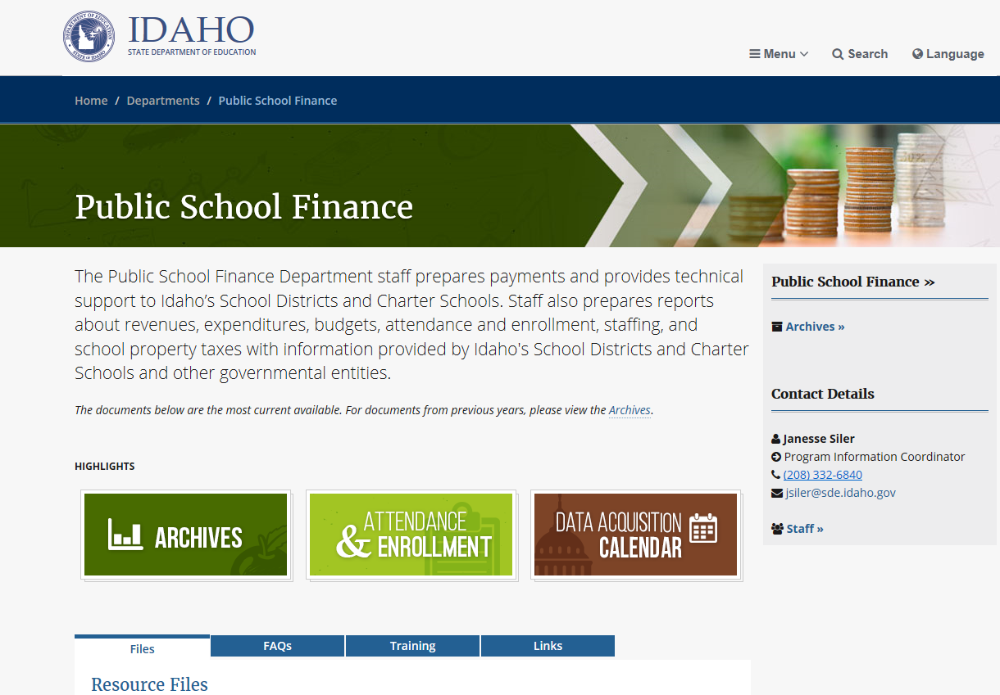 DEPARTMENT OF EDUCATION
STATE OF IDAHO
IDAHO
STATE DEPARTMENT OF EDUCATION
Menu
Search
Language
Home / Departments / Public School Finance
Public School Finance
The Public School Finance Department staff prepares payments and provides technical
support to Idaho’s School Districts and Charter Schools. Staff also prepares reports
about revenues, expenditures, budgets, attendance and enrollment, staffing, and
school property taxes with information provided by Idaho's School Districts and Charter
Schools and other governmental entities.
The documents below are the most current available. For documents from previous years, please view the Archives.
HIGHLIGHTS
ARCHIVES
ATTENDANCE
& ENROLLMENT
DATA ACQUISITION
CALENDAR
Files
FAQs
Training
Links
Resource Files
Public School Finance »
Archives »
Contact Details
Janesse Siler
Program Information Coordinator
(208) 332-6840
jsiler@sde.idaho.gov
Staff »